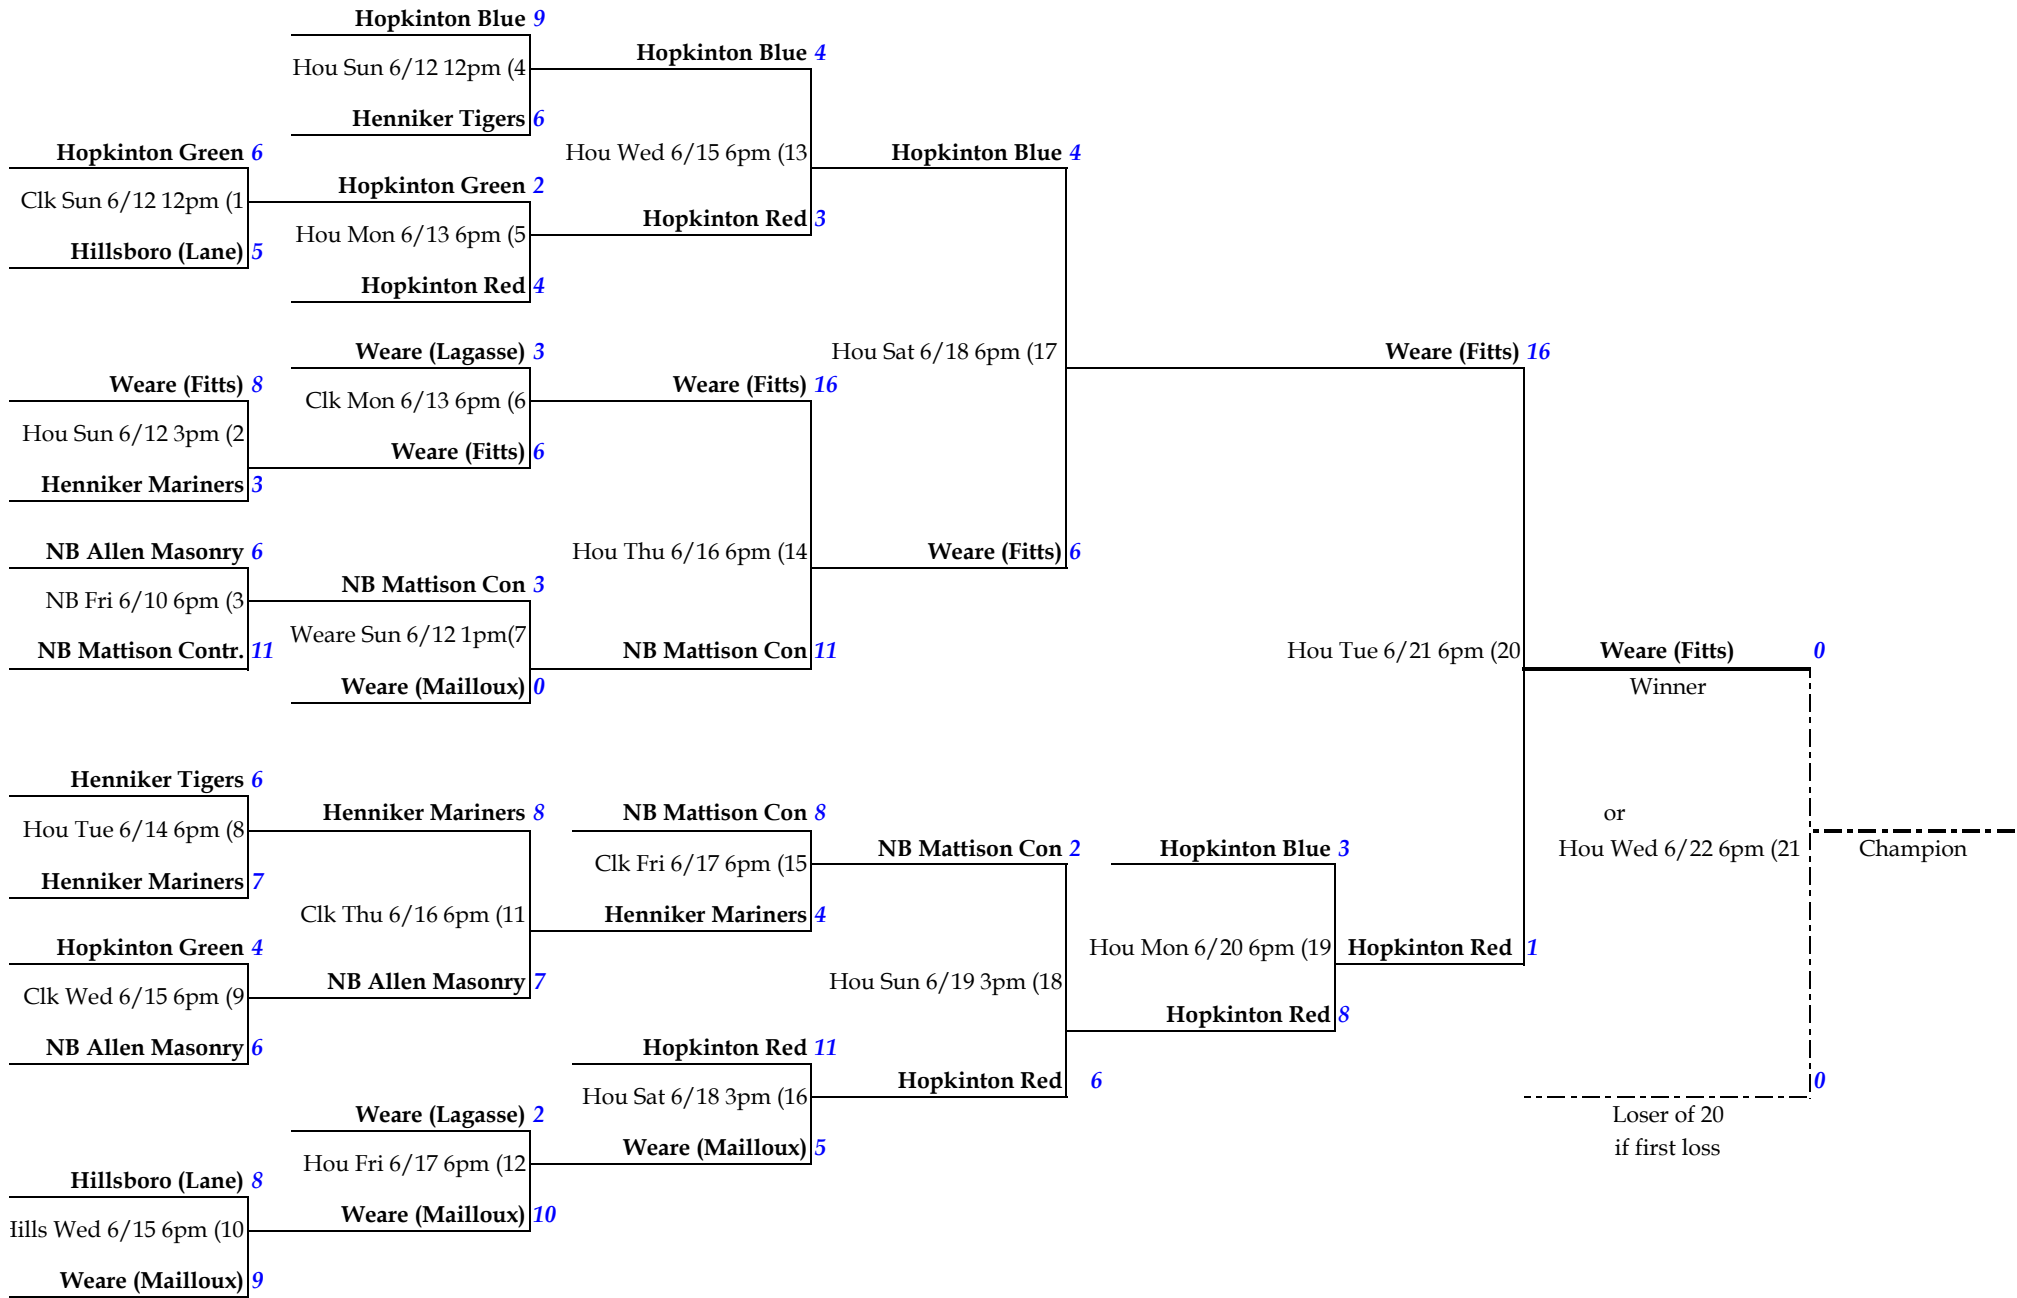 Hopkinton Blue 9
Hopkinton Blue 4
Hou Sun 6/12 12pm (4
Henniker Tigers 6
Hopkinton Green 6
Hou Wed 6/15 6pm (13
Hopkinton Blue 4
Clk Sun 6/12 12pm (1
Hopkinton Green 2
Hopkinton Red 3
Hou Mon 6/13 6pm (5
Hillsboro (Lane) 5
Hopkinton Red 4
Weare (Lagasse) 3
Hou Sat 6/18 6pm (17
Weare (Fitts) 16
Weare (Fitts) 8
Clk Mon 6/13 6pm (6
Weare (Fitts) 16
Hou Sun 6/12 3pm (2
Weare (Fitts) 6
Henniker Mariners 3
NB Allen Masonry 6
Hou Thu 6/16 6pm (14
Weare (Fitts) 6
NB Fri 6/10 6pm (3
NB Mattison Con 3
Weare Sun 6/12 1pm(7
NB Mattison Contr. 11
NB Mattison Con 11
Hou Tue 6/21 6pm (20
Weare (Fitts) 0
Weare (Mailloux) 0
Winner
Henniker Tigers 6
Hou Tue 6/14 6pm (8
Henniker Mariners 8
NB Mattison Con 8
or
Clk Fri 6/17 6pm (15
NB Mattison Con 2
Hopkinton Blue 3
Hou Wed 6/22 6pm (21
Champion
Henniker Mariners 7
Clk Thu 6/16 6pm (11
Henniker Mariners 4
Hopkinton Green 4
Hou Mon 6/20 6pm (19
Hopkinton Red 1
Clk Wed 6/15 6pm (9
NB Allen Masonry 7
Hou Sun 6/19 3pm (18
Hopkinton Red 8
NB Allen Masonry 6
Hopkinton Red 11
Hou Sat 6/18 3pm (16
Hopkinton Red 6
0
Weare (Lagasse) 2
Loser of 20
if first loss
Hou Fri 6/17 6pm (12
Weare (Mailloux) 5
Hillsboro (Lane) 8
Weare (Mailloux) 10
ills Wed 6/15 6pm (10
Weare (Mailloux) 9